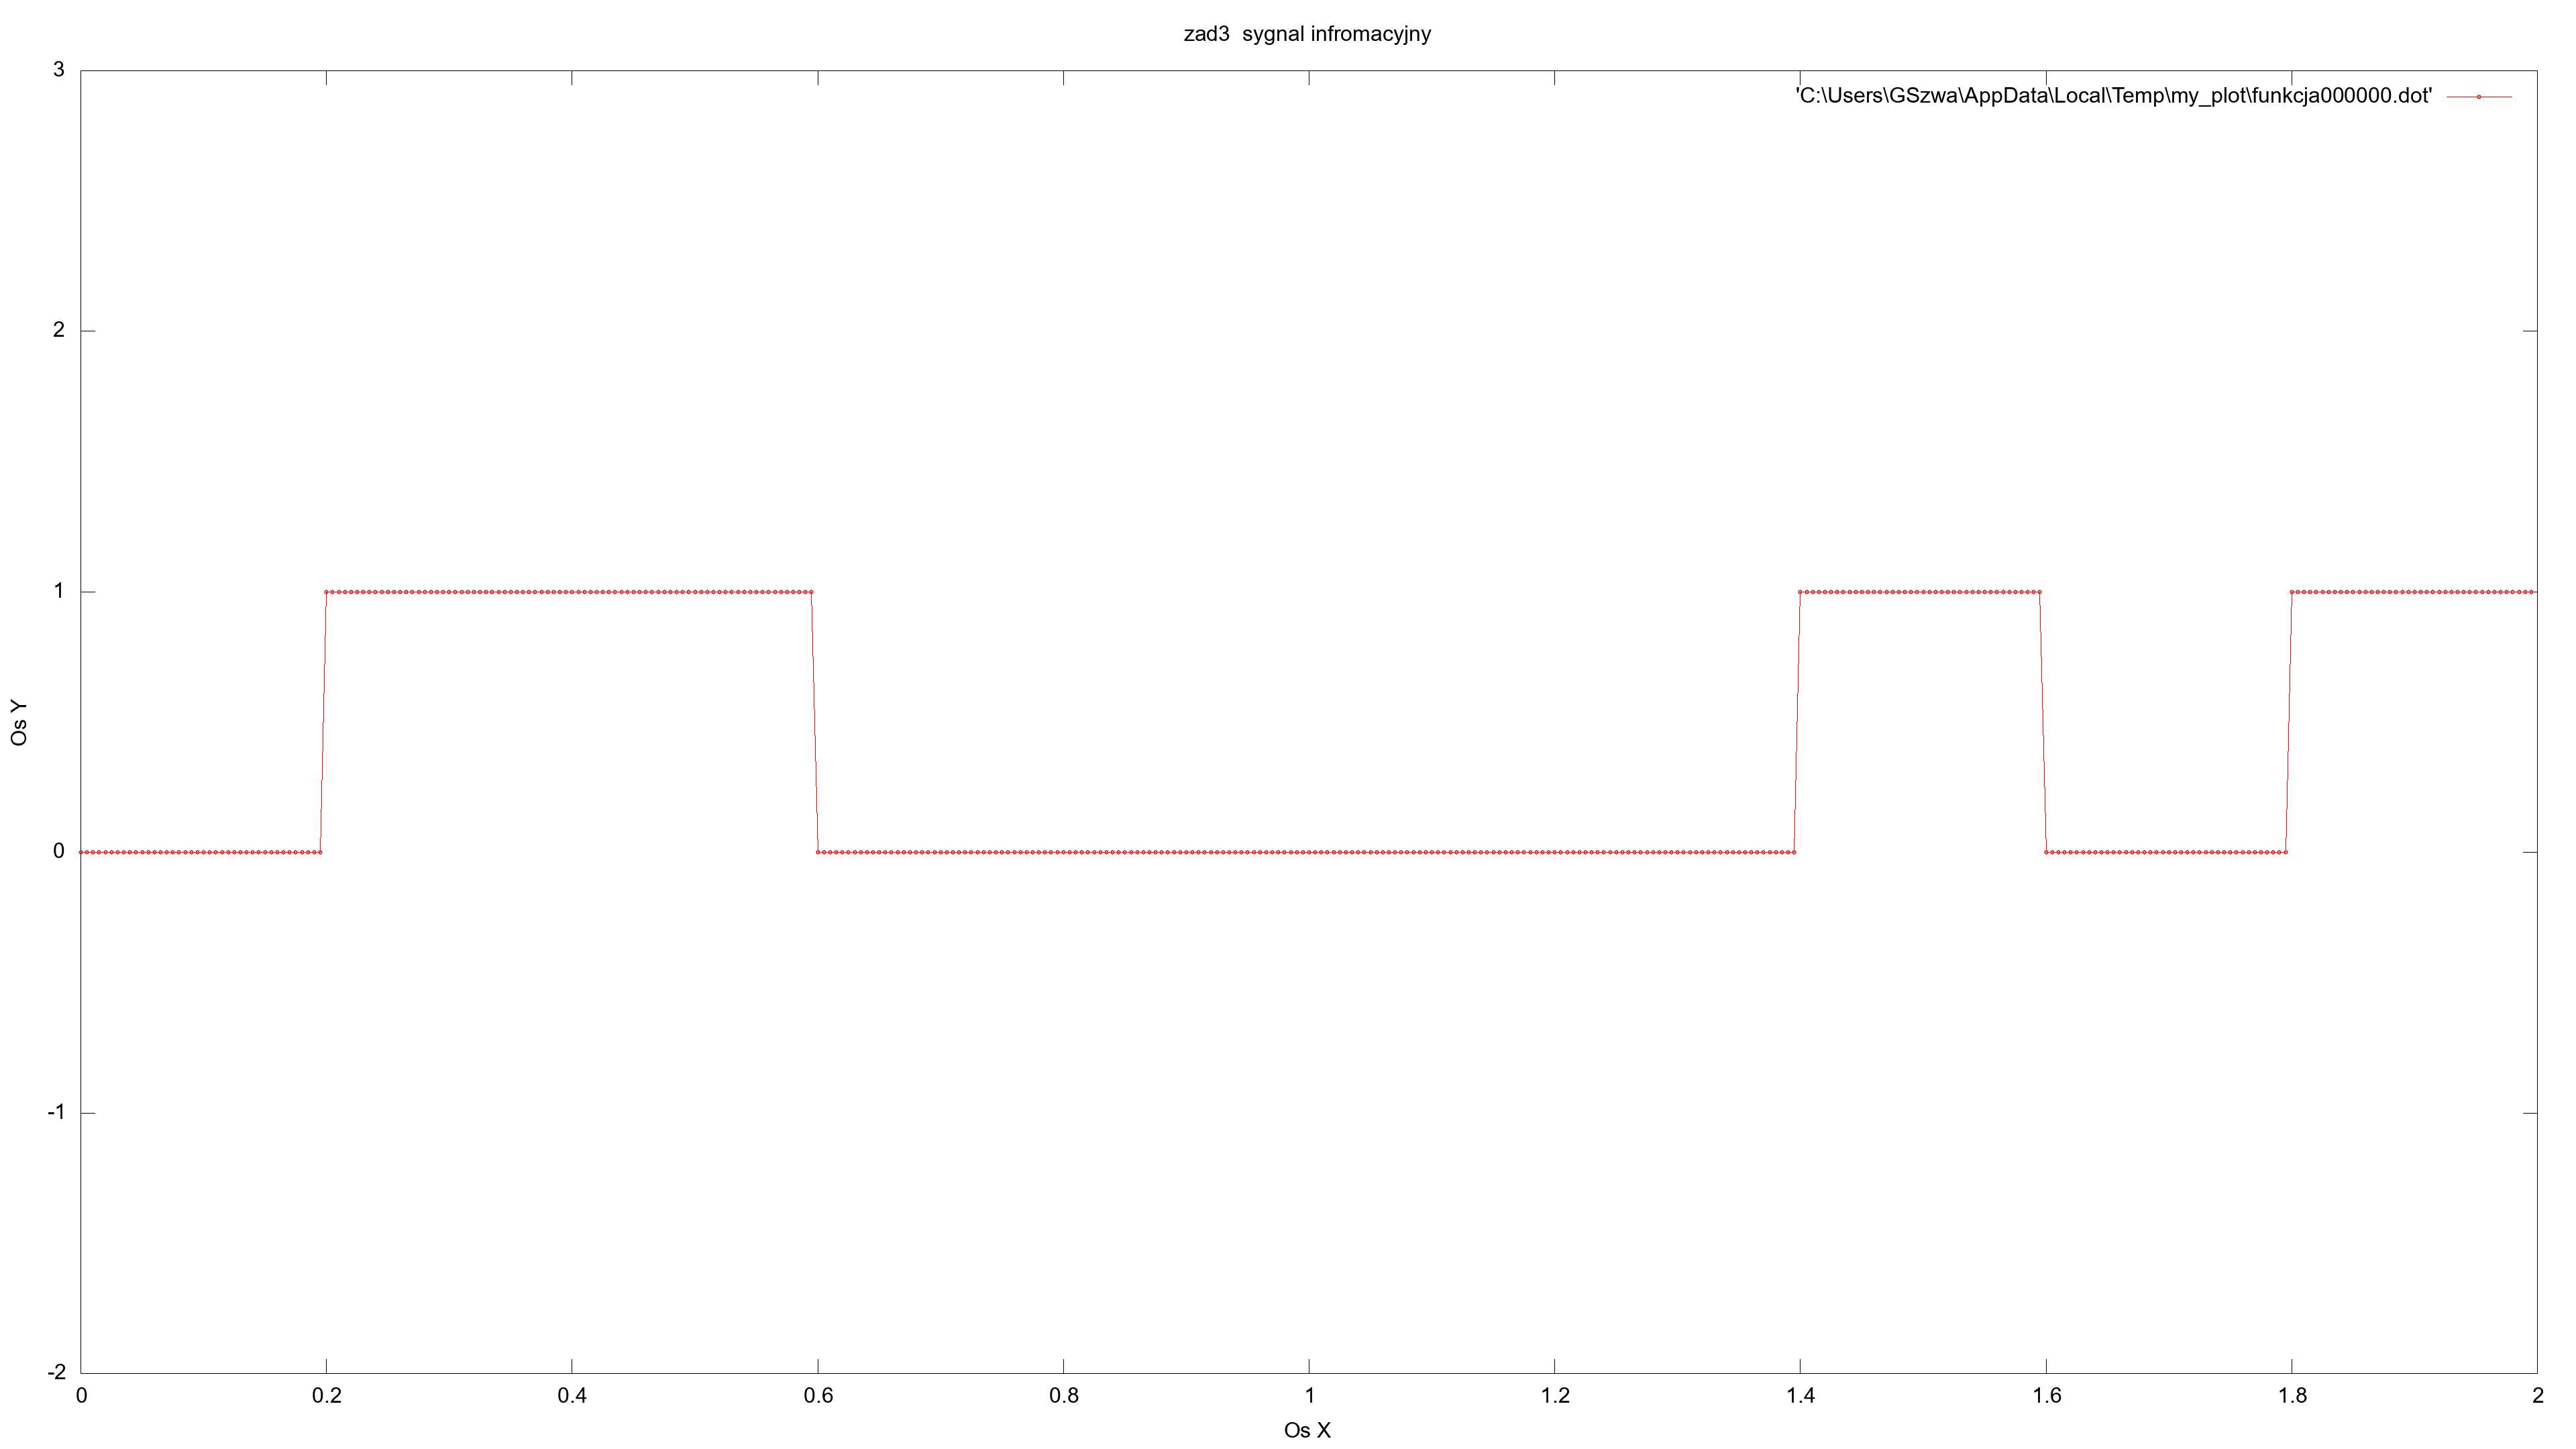 zad3  sygnal infromacyjny
'C:\Users\GSzwa\AppData\Local\Temp\my_plot\funkcja000000.dot'
3
2
1
0
-1
-2
Os Y
0 0.2 0.4 0.6 0.8 1 1.2 1.4 1.6 1.8 2
Os X